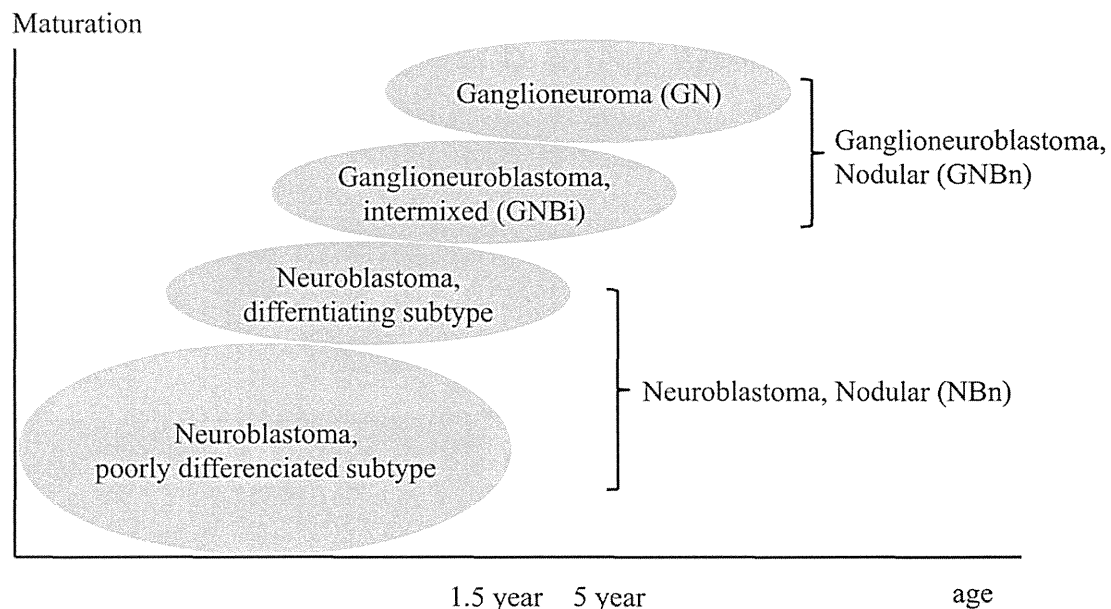 Maturation
Ganglioneuroma (GN)
Ganglioneuroblastoma,
Nodular (GNBn)
Ganglioneuroblastoma,
intermixed (GNBi)
Neuroblastoma,
differntiating subtype
Neuroblastoma, Nodular (NBn)
Neuroblastoma,
poorly differenciated subtype
1.5 year 5 year age